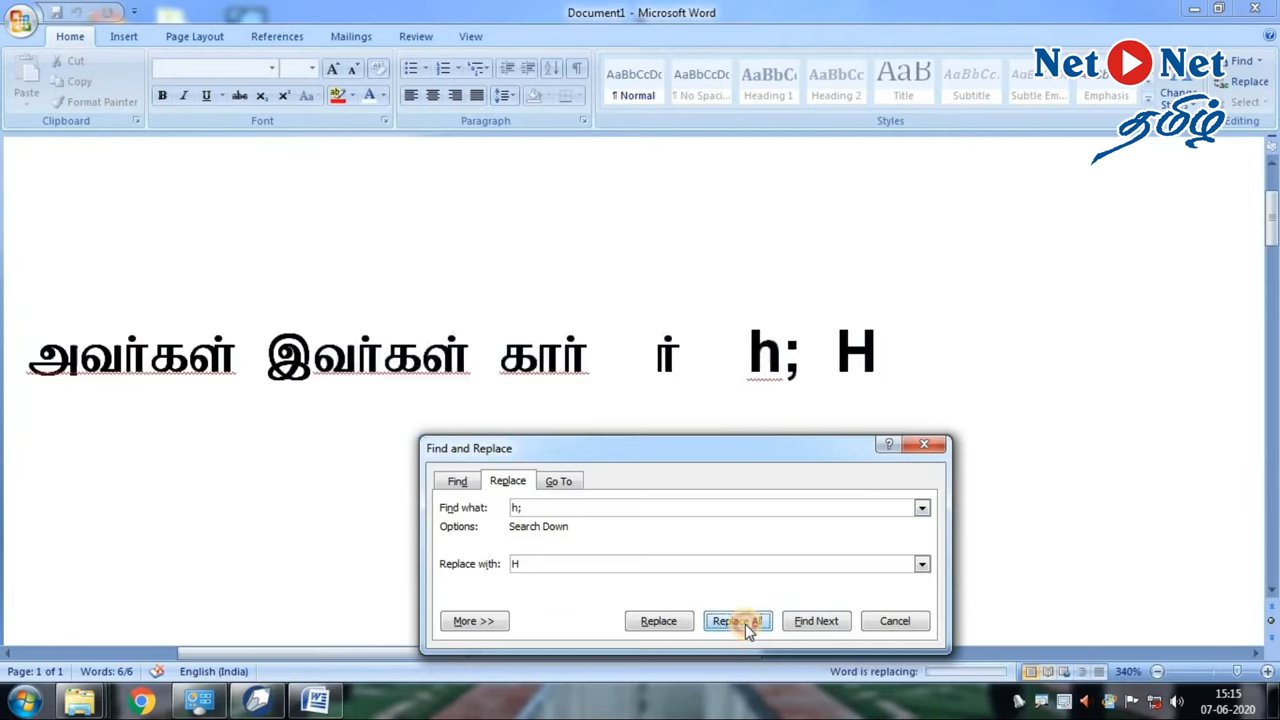 Document1 - Microsoft Word
Home Insert Page Layout References Mailings Review View
Net Net
தமிழ்
Paste
Cut
Copy
Format Painter
Clipboard
Font
Paragraph
AaBbCcDc AaBbCcDc AaBbC AaBbCc AaB AaBbCc. AaBbCcDc AaBbCcDc
¶ Normal ¶ No Spaci... Heading 1 Heading 2 Title Subtitle Subtle Em... Emphasis
Change
Styles
Find
Replace
Select
Editing
அவர்கள் இவர்கள் கார் ர் h; H
Find and Replace
Find Replace Go To
Find what: h;
Options: Search Down
Replace with: H
More >> Replace Replace All Find Next Cancel
Page: 1 of 1 Words: 6/6 English (India) Word is replacing: 340%
15:15
07-06-2020